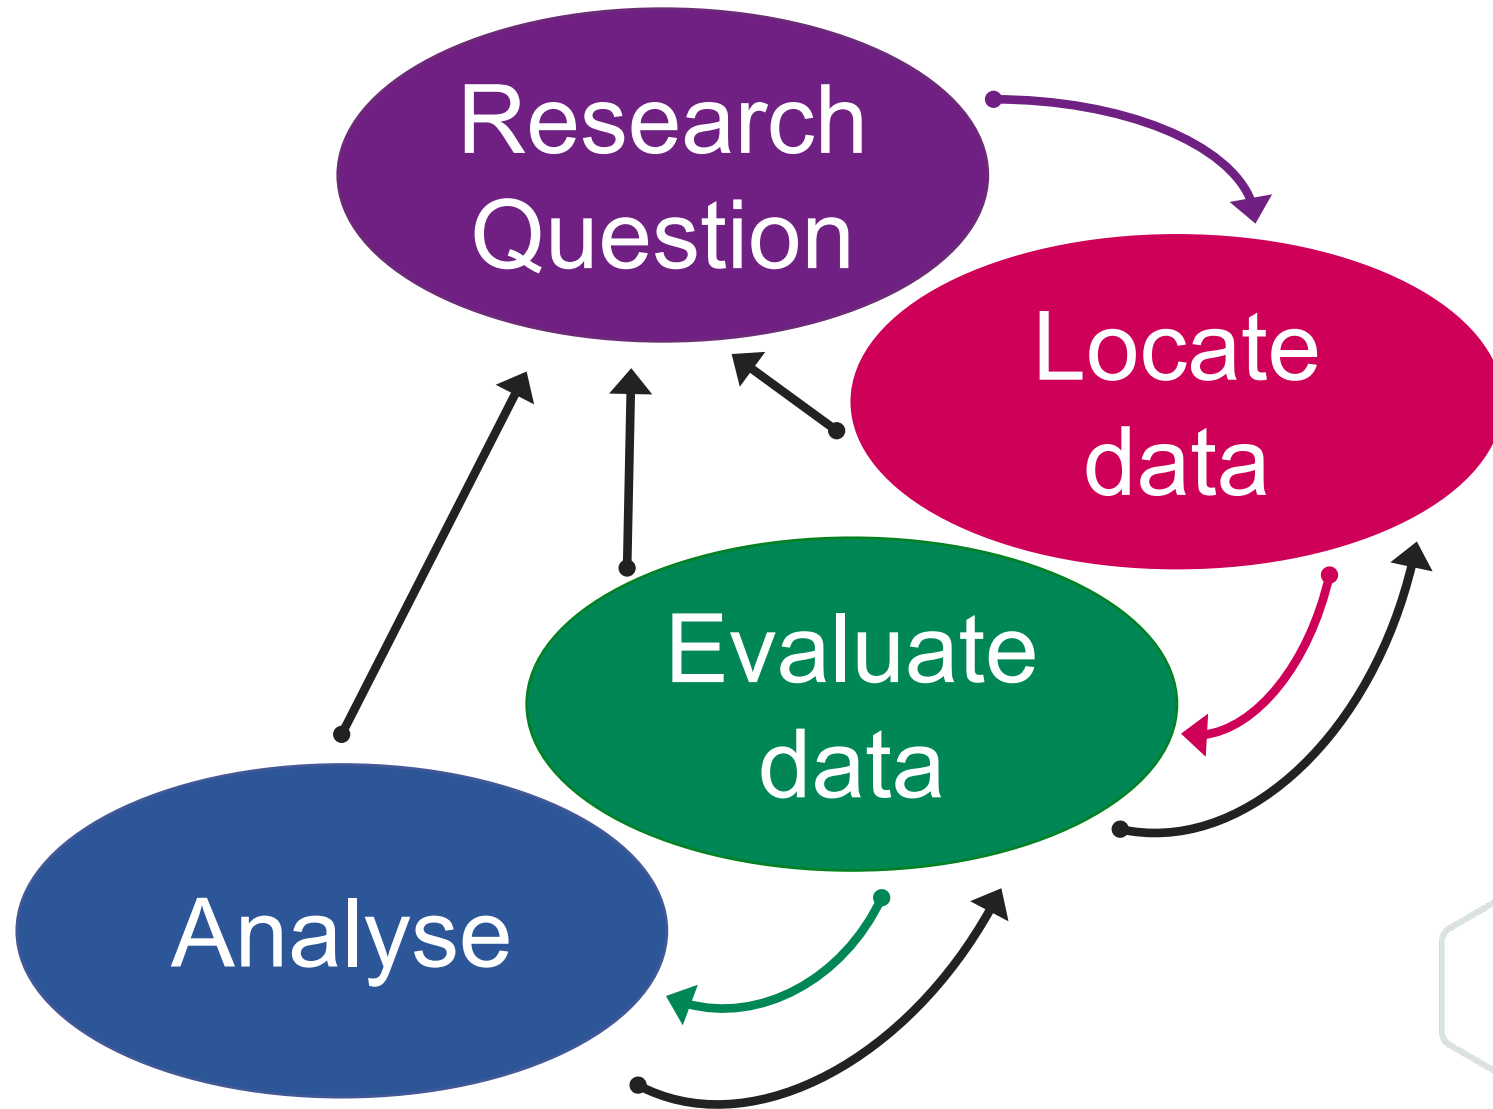 Research
Question
Locate
data
Evaluate
data
Analyse